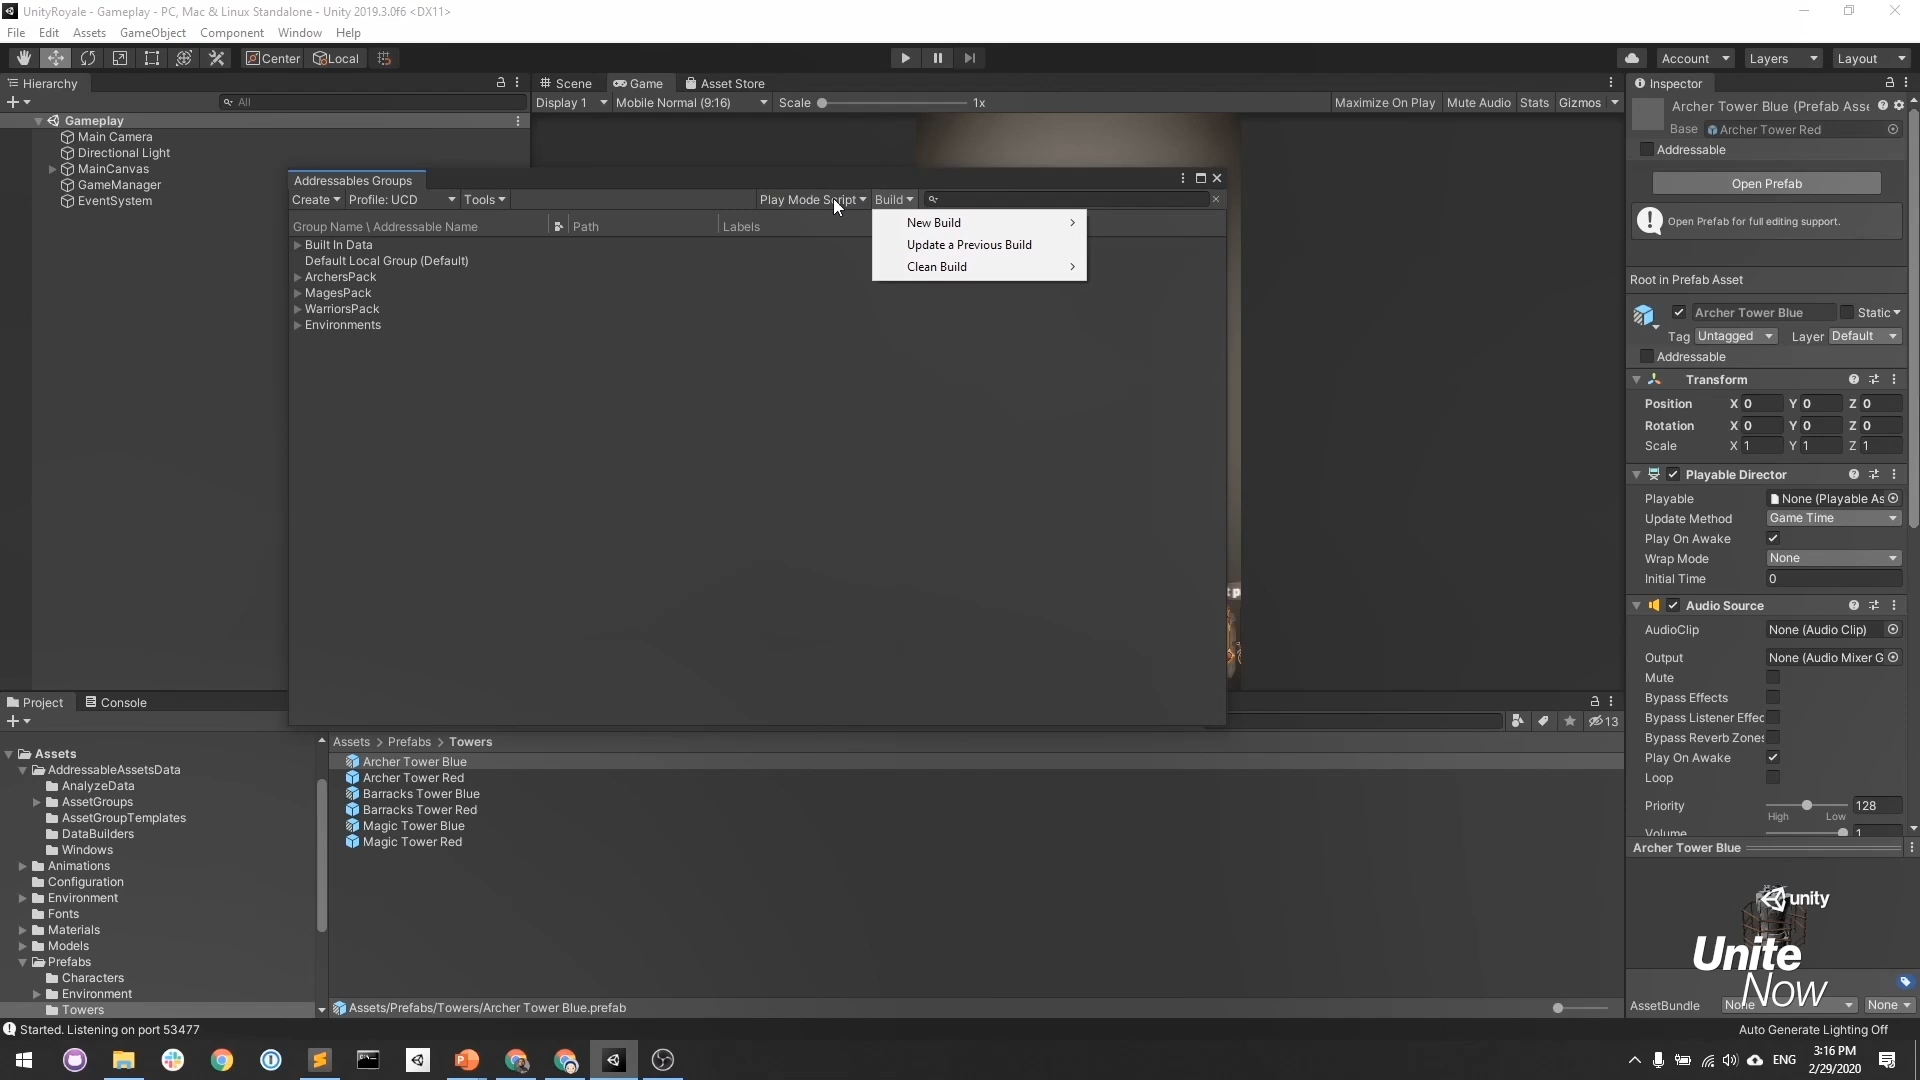 UnityRoyale - Gameplay - PC, Mac & Linux Standalone - Unity 2019.3.0f6 <DX11>
File Edit Assets GameObject Component Window Help
Center Local Account Layers Layout
Hierarchy
All
Gameplay
Main Camera
Directional Light
MainCanvas
GameManager
EventSystem
Scene Game Asset Store
Display 1 Mobile Normal (9:16) Scale 1x Maximize On Play Mute Audio Stats Gizmos
Addressables Groups
Create Profile: UCD Tools Play Mode Script Build
Group Name \ Addressable Name Path Labels
Built In Data
Default Local Group (Default)
ArchersPack
MagesPack
WarriorsPack
Environments
New Build
Update a Previous Build
Clean Build
Inspector
Archer Tower Blue (Prefab Asse
Base Archer Tower Red
Addressable
Open Prefab
Open Prefab for full editing support.
Root in Prefab Asset
Archer Tower Blue Static
Tag Untagged Layer Default
Addressable
Transform
Position X 0 Y 0 Z 0
Rotation X 0 Y 0 Z 0
Scale X 1 Y 1 Z 1
Playable Director
Playable None (Playable As
Update Method Game Time
Play On Awake
Wrap Mode None
Initial Time 0
Audio Source
AudioClip None (Audio Clip)
Output None (Audio Mixer G
Mute
Bypass Effects
Bypass Listener Effec
Bypass Reverb Zones
Play On Awake
Loop
Priority 128
High Low
Volume 1
Archer Tower Blue
unity
Unite
Now
AssetBundle None None
Project Console
13
Assets
AddressableAssetsData
AnalyzeData
AssetGroups
AssetGroupTemplates
DataBuilders
Windows
Animations
Configuration
Environment
Fonts
Materials
Models
Prefabs
Characters
Environment
Towers
Assets > Prefabs > Towers
Archer Tower Blue
Archer Tower Red
Barracks Tower Blue
Barracks Tower Red
Magic Tower Blue
Magic Tower Red
Assets/Prefabs/Towers/Archer Tower Blue.prefab
Started. Listening on port 53477
Auto Generate Lighting Off
ENG
3:16 PM
2/29/2020